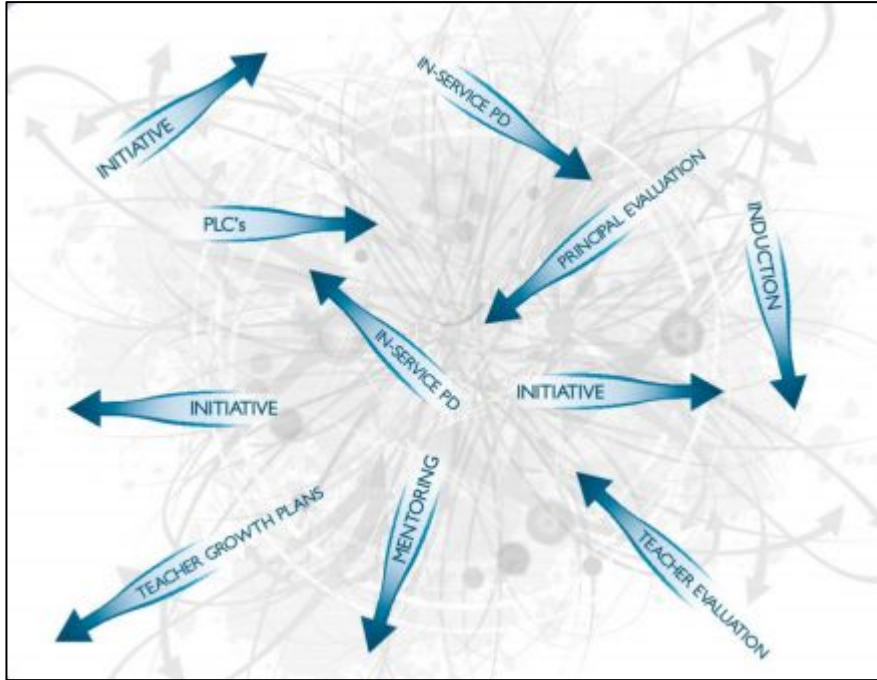 INITIATIVE
IN-SERVICE PD
PLC's
PRINCIPAL EVALUATION
INDUCTION
IN-SERVICE PD
INITIATIVE
INITIATIVE
TEACHER GROWTH PLANS
MENTORING
TEACHER EVALUATION